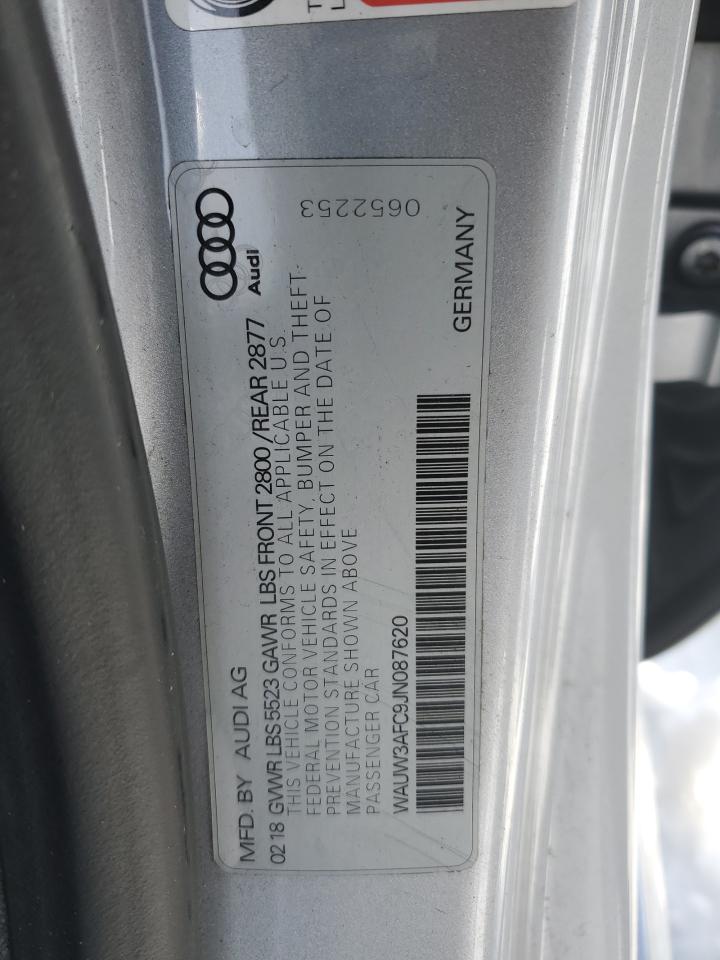 MFD. BY AUDI AG
Audi
02 18 GVWR LBS 5523 GAWR LBS FRONT 2800 / REAR 2877
THIS VEHICLE CONFORMS TO ALL APPLICABLE U.S.
FEDERAL MOTOR VEHICLE SAFETY, BUMPER AND THEFT
PREVENTION STANDARDS IN EFFECT ON THE DATE OF
MANUFACTURE SHOWN ABOVE
PASSENGER CAR
WAUW3AFC9JN087620
GERMANY
0652253